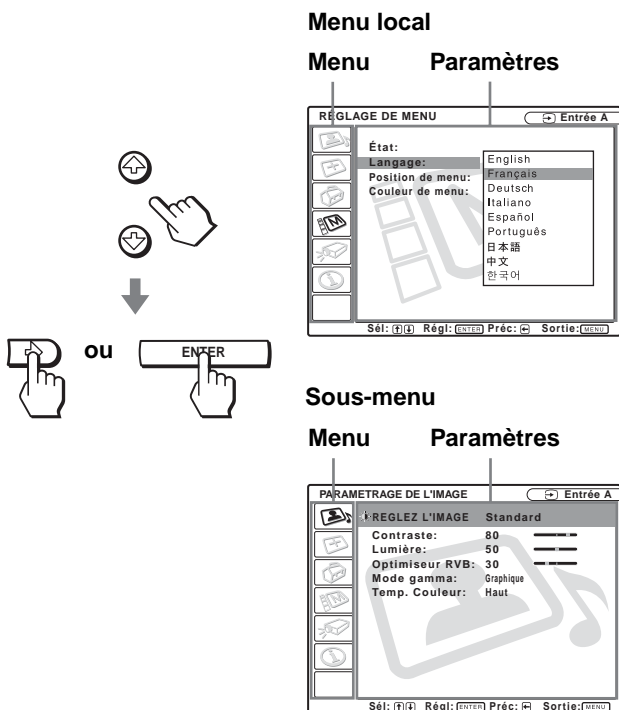 Menu local
Menu Paramètres
RÉGLAGE DE MENU Entrée A
État:
Langage:
Position de menu:
Couleur de menu:
English
Français
Deutsch
Italiano
Español
Português
日本語
中文
한국어
Sél: Régl: ENTER Préc: Sortie: MENU
ou ENTER
Sous-menu
Menu Paramètres
PARAMETRAGE DE L'IMAGE Entrée A
REGLEZ L'IMAGE Standard
Contraste: 80
Lumière: 50
Optimiseur RVB: 30
Mode gamma: Graphique
Temp. Couleur: Haut
Sél: Régl: ENTER Préc: Sortie: MENU